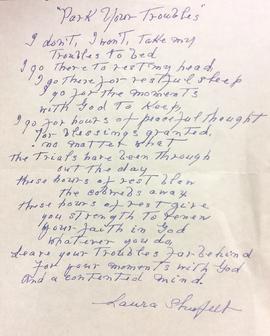 "Park Your Troubles"
I don't, I won't, take my
troubles to bed
I go there to rest my head,
I go there for restful sleep
I go for the moments
with God to keep,
I go for hours of peaceful thought
for blessings granted,
no matter what
the trials have been through
out the day
these hours of rest blew
the cobwebs away
these hours of rest give
you strength to renew
your faith in God
whatever you do,
Leave your troubles far behind
for your moments with God
and a contented mind.
Laura